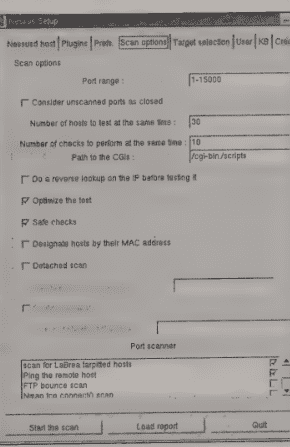 Nessus Setup
Nessusd host Plugins Prefs. Scan options Target selection User KB
Scan options
Port range : 1-15000
Consider unscanned ports as closed
Number of hosts to test at the same time : 30
Number of checks to perform at the same time : 10
Path to the CGIs : /cgi-bin:/scripts
Do a reverse lookup on the IP before testing it
Optimize the test
Safe checks
Designate hosts by their MAC address
Detached scan
Port scanner
scan for LaBrea tarpitted hosts
Ping the remote host
FTP bounce scan
scan
Start the scan Load report Quit